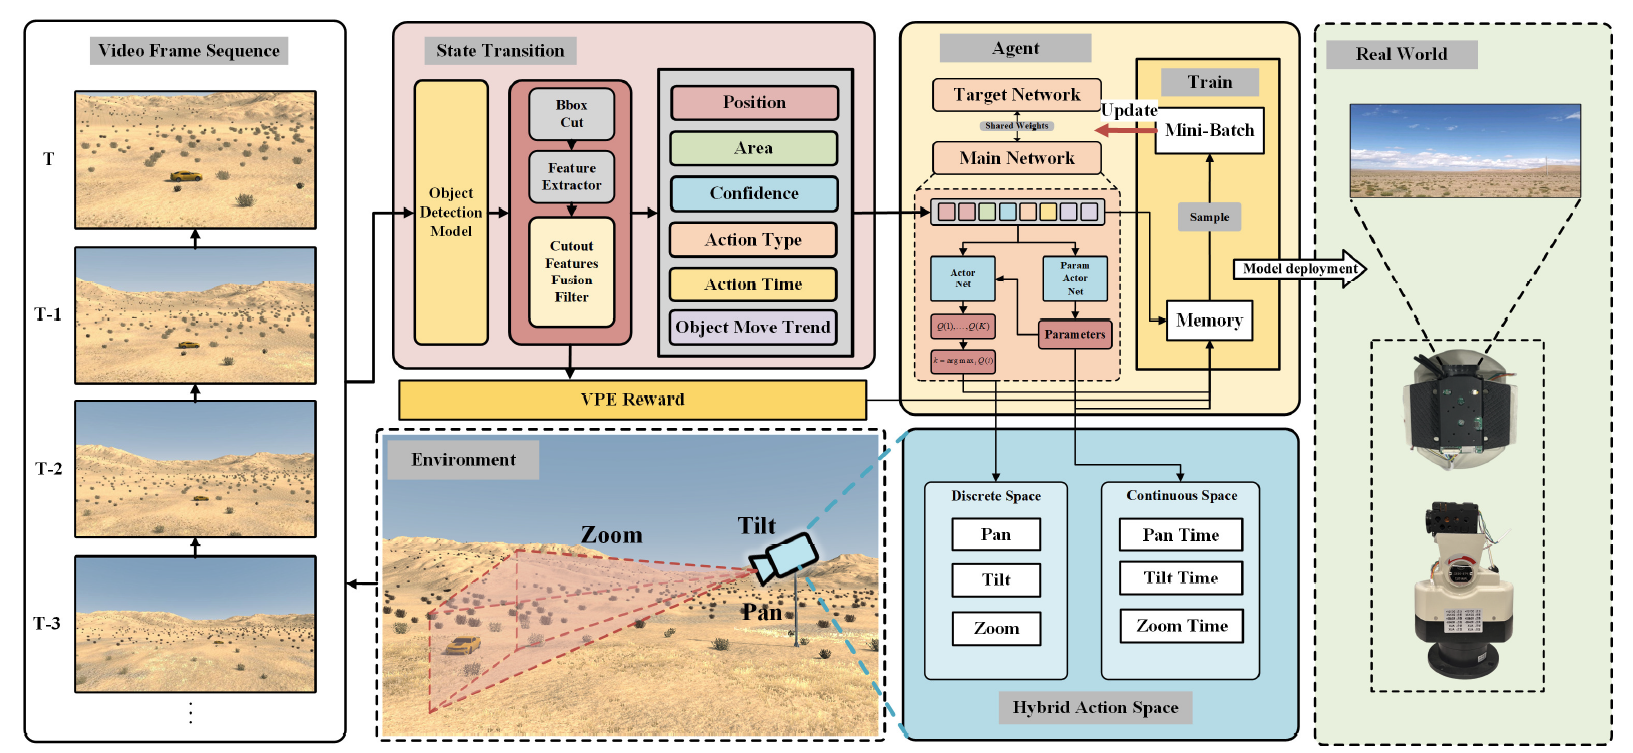 Video Frame Sequence
T
T-1
T-2
T-3
State Transition
Object
Detection
Model
Bbox
Cut
Feature
Extractor
Cutout
Features
Fusion
Filter
Position
Area
Confidence
Action Type
Action Time
Object Move Trend
VPE Reward
Agent
Target Network
Shared Weights
Main Network
Actor
Net
Param
Actor
Net
Q(1),...,Q(K)
Parameters
Update
Train
Mini-Batch
Sample
Memory
Environment
Zoom
Tilt
Pan
Discrete Space
Pan
Tilt
Zoom
Continuous Space
Pan Time
Tilt Time
Zoom Time
Hybrid Action Space
Real World
Model deployment